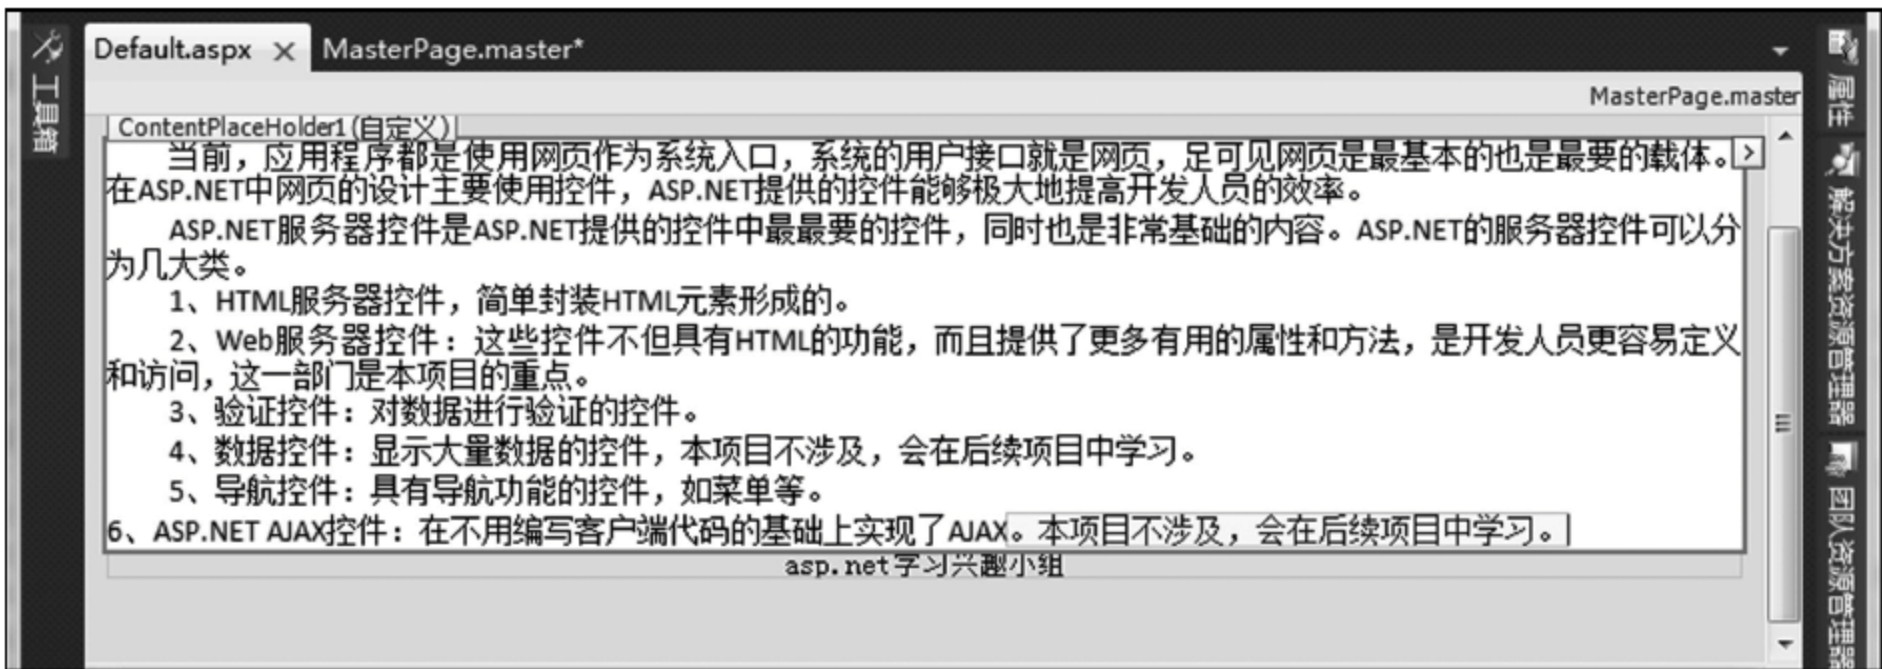 Default.aspx
MasterPage.master*
MasterPage.master
ContentPlaceHolder1(自定义)
当前，应用程序都是使用网页作为系统入口，系统的用户接口就是网页，足可见网页是最基本的也是最要的载体。
在ASP.NET中网页的设计主要使用控件，ASP.NET提供的控件能够极大地提高开发人员的效率。
ASP.NET服务器控件是ASP.NET提供的控件中最最要的控件，同时也是非常基础的内容。ASP.NET的服务器控件可以分
为几大类。
1、HTML服务器控件，简单封装HTML元素形成的。
2、Web服务器控件：这些控件不但具有HTML的功能，而且提供了更多有用的属性和方法，是开发人员更容易定义
和访问，这一部门是本项目的重点。
3、验证控件：对数据进行验证的控件。
4、数据控件：显示大量数据的控件，本项目不涉及，会在后续项目中学习。
5、导航控件：具有导航功能的控件，如菜单等。
6、ASP.NET AJAX控件：在不用编写客户端代码的基础上实现了AJAX。本项目不涉及，会在后续项目中学习。
asp.net学习兴趣小组
工具箱
属性
解决方案资源管理器
团队资源管理器